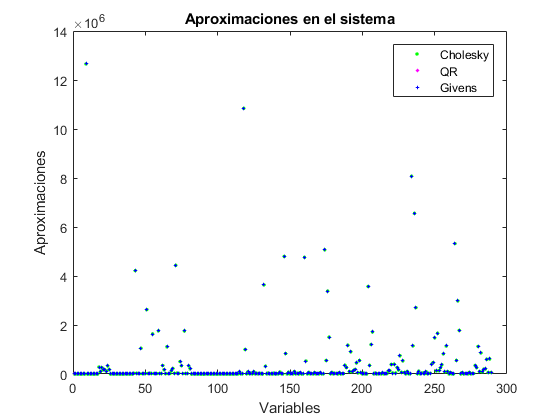 Aproximaciones en el sistema
×10^6
14
12
10
8
6
4
2
0
Aproximaciones
Cholesky
QR
Givens
0 50 100 150 200 250 300
Variables